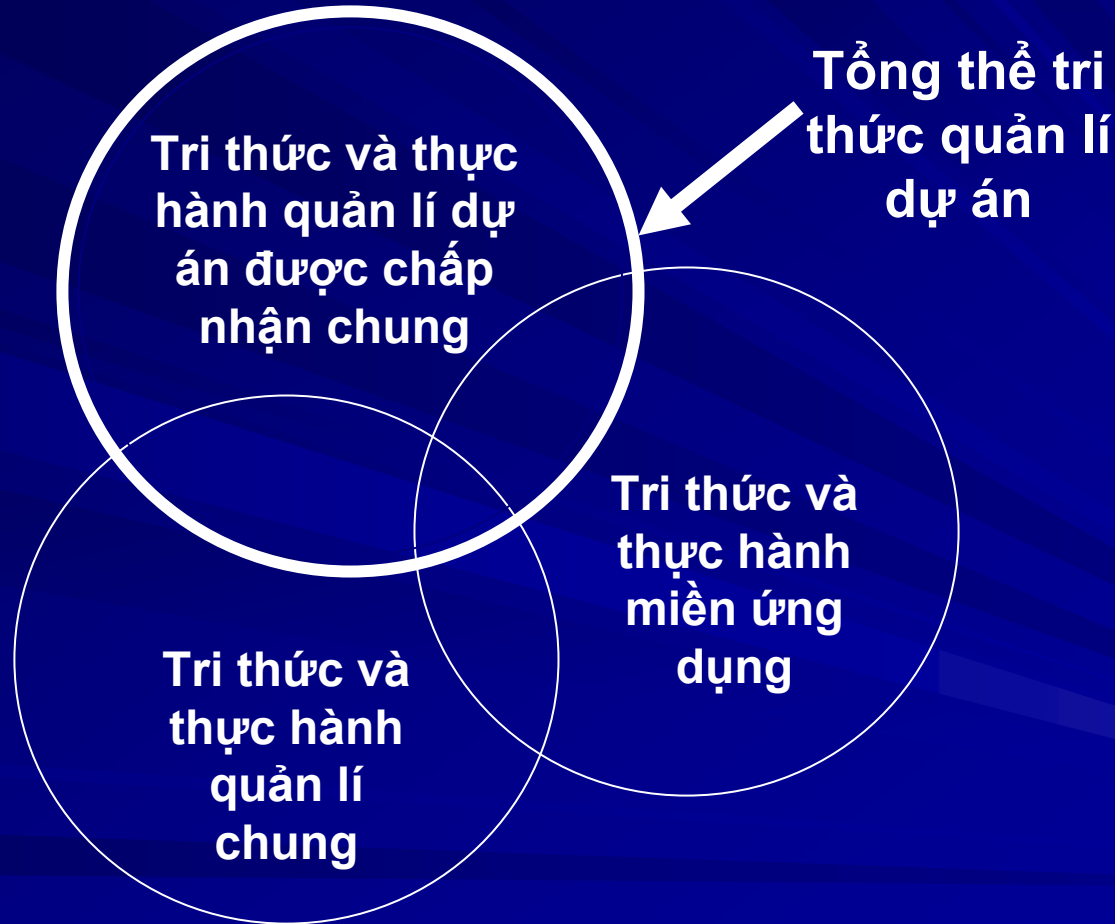 Tổng thể tri
thức quản lí
dự án
Tri thức và thực
hành quản lí dự
án được chấp
nhận chung
Tri thức và
thực hành
miền ứng
dụng
Tri thức và
thực hành
quản lí
chung